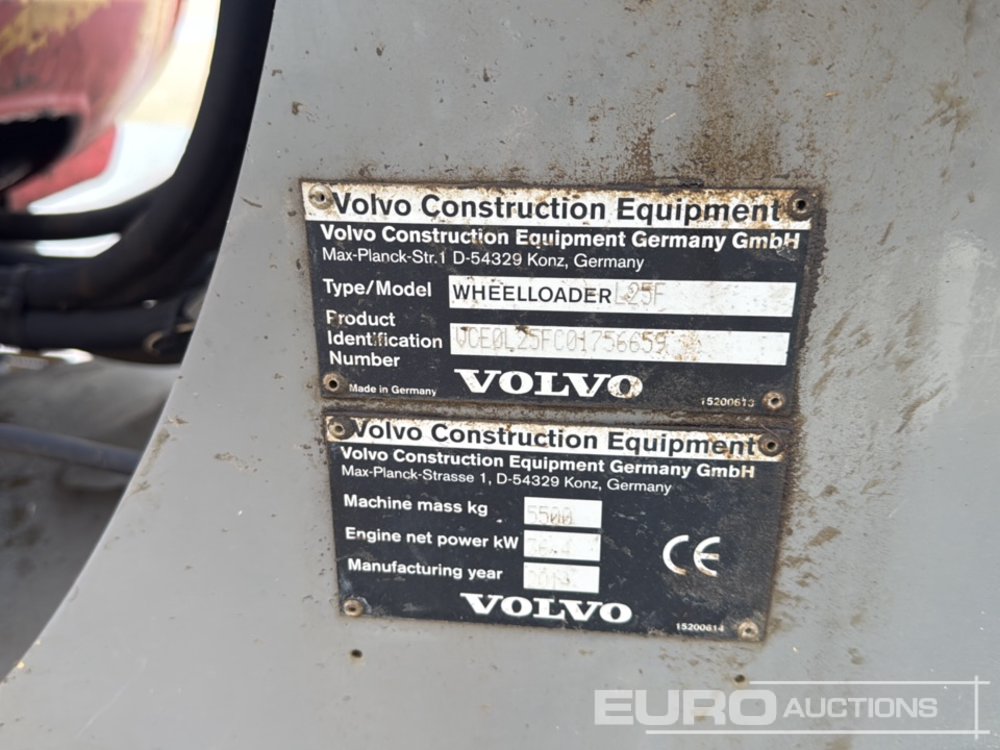 Volvo Construction Equipment
Volvo Construction Equipment Germany GmbH
Max-Planck-Str.1 D-54329 Konz, Germany
Type/Model WHEELLOADER L25F
Product Identification Number VCE0L25FC01756659
Made in Germany VOLVO 15200613
Volvo Construction Equipment
Volvo Construction Equipment Germany GmbH
Max-Planck-Strasse 1, D-54329 Konz, Germany
Machine mass kg 5500
Engine net power kW
Manufacturing year
CE
VOLVO 15200614
EURO AUCTIONS